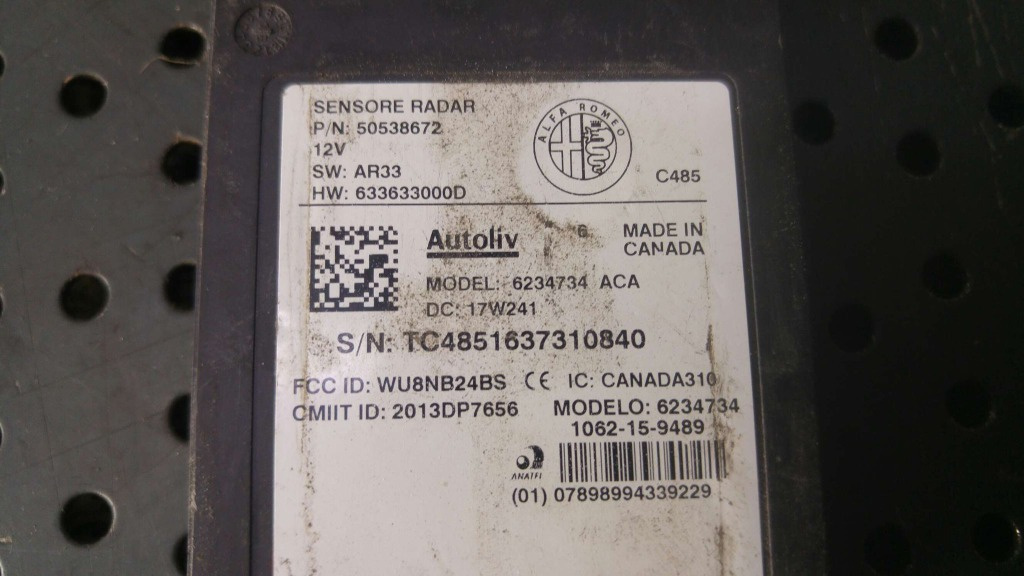 SENSORE RADAR
P/N: 50538672
12V
SW: AR33
HW: 633633000D
ALFA ROMEO
C485
Autoliv
6
MADE IN
CANADA
MODEL: 6234734 ACA
DC: 17W241
S/N: TC4851637310840
FCC ID: WU8NB24BS CE IC: CANADA310
CMIIT ID: 2013DP7656 MODELO: 6234734
1062-15-9489
ANATEL
(01) 07898994339229